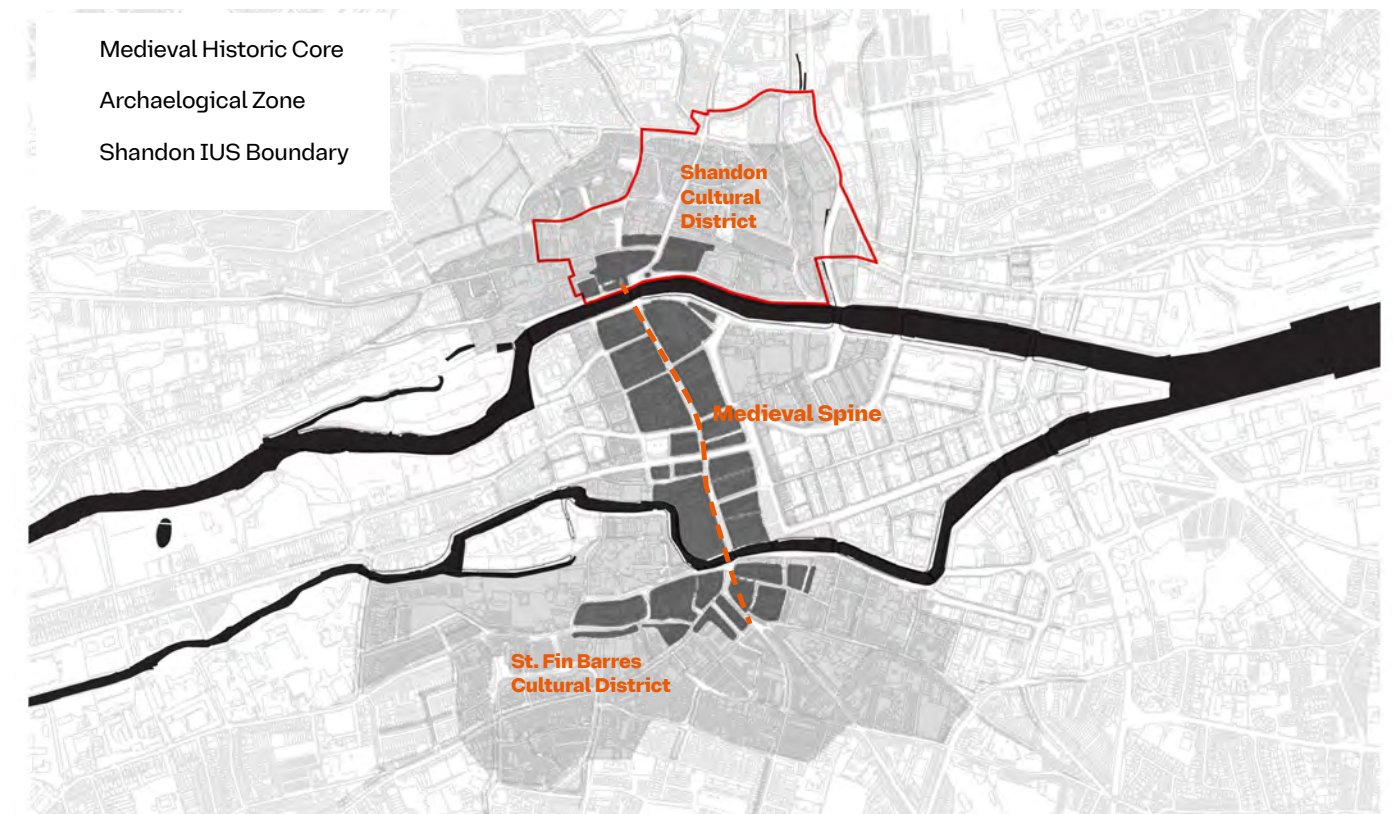 Medieval Historic Core
Archaelogical Zone
Shandon IUS Boundary
Shandon
Cultural
District
Medieval Spine
St. Fin Barres
Cultural District